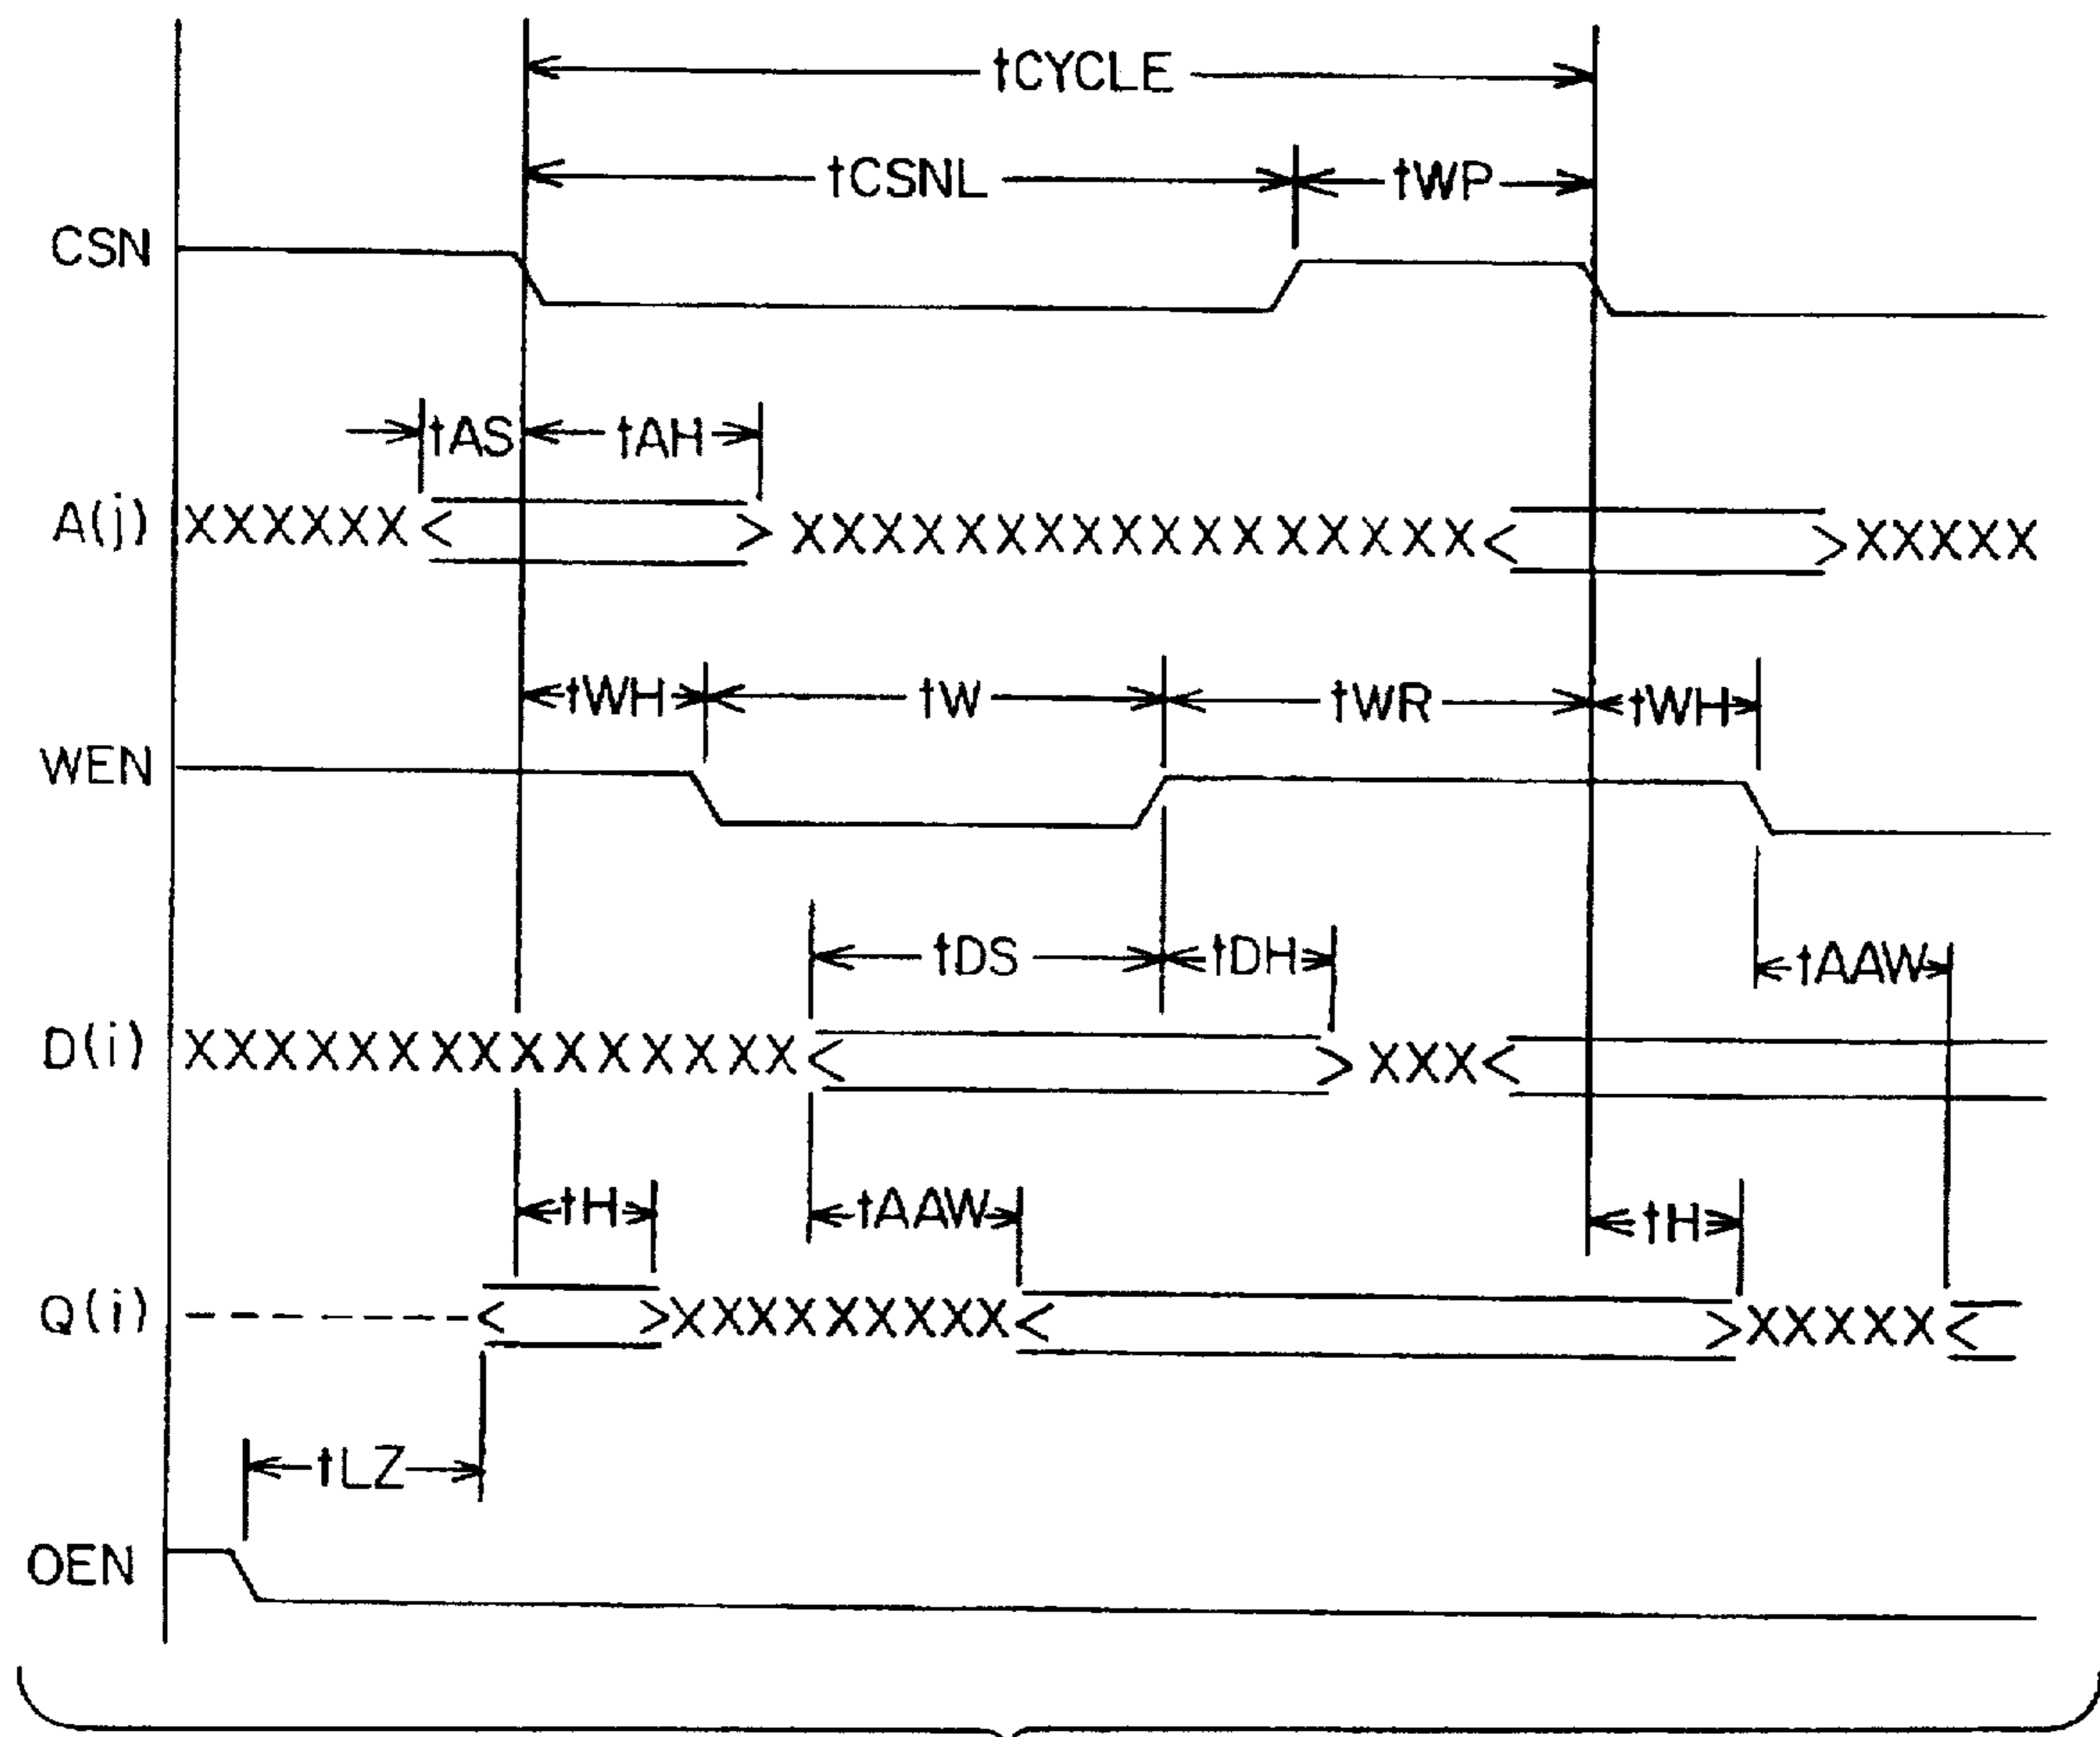 tCYCLE
tCSNL tWP
CSN
tAS tAH
A(j) XXXXXX< >XXXXXXXXXXXXXXXXX< >XXXXX
tWH tW tWR tWH
WEN
tDS tDH tAAW
D(i) XXXXXXXXXXXXXXX< >XXX<
tH tAAW tH
Q(i) < >XXXXXXXXX< >XXXXX<
tLZ
OEN